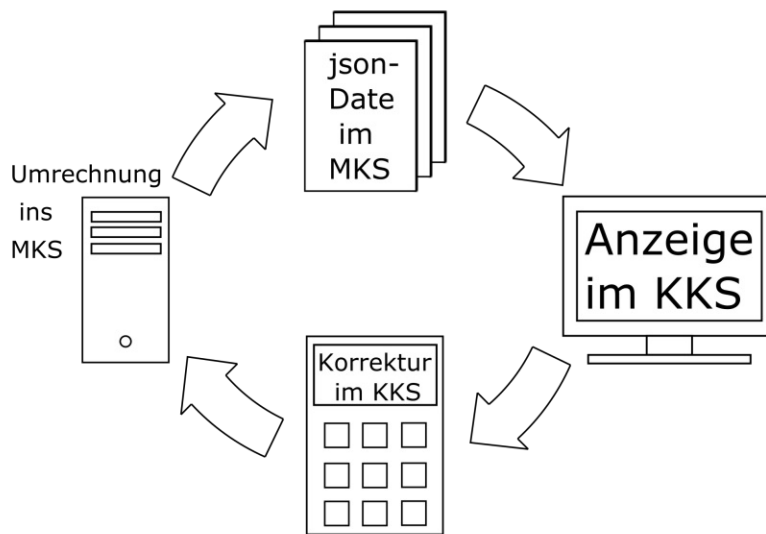 json-
Date
im
MKS
Umrechnung
ins
MKS
Anzeige
im KKS
Korrektur
im KKS